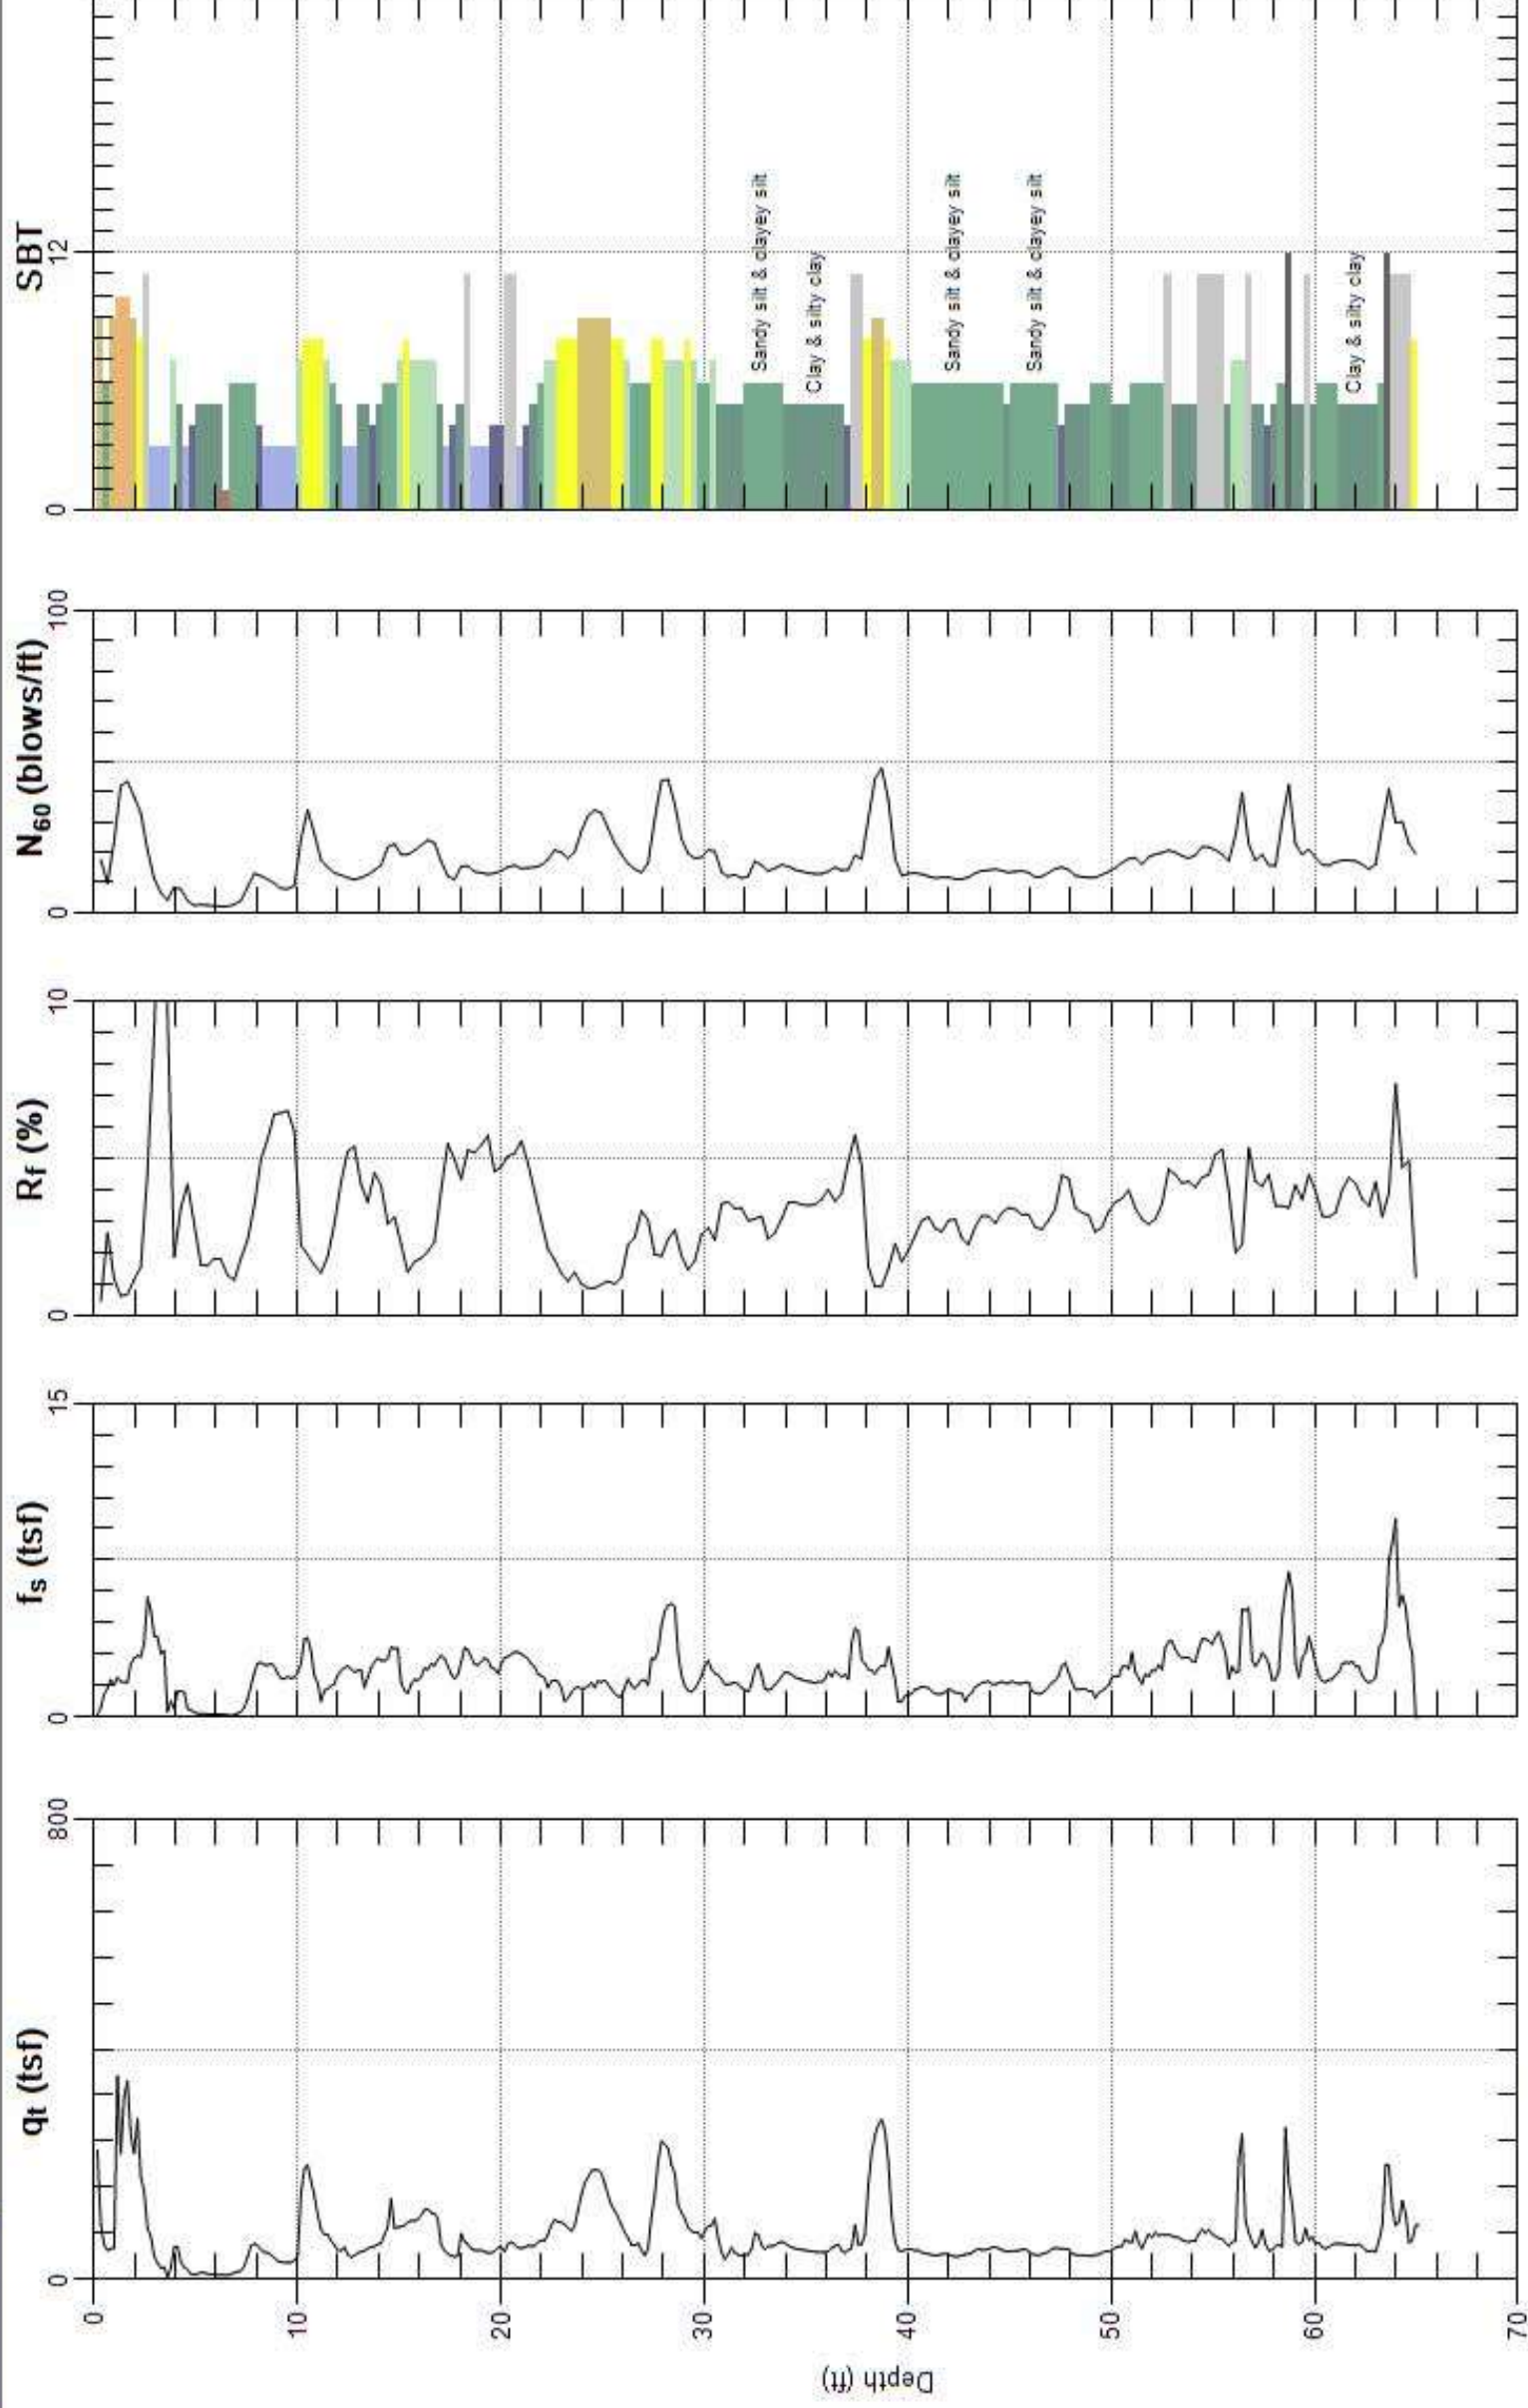 SBT
0
12
Sandy silt & clayey silt
Clay & silty clay
Sandy silt & clayey silt
Sandy silt & clayey silt
Clay & silty clay
N60 (blows/ft)
0
100
Rf (%)
0
10
fs (tsf)
0
15
qt (tsf)
0
800
0
10
20
30
40
50
60
70
Depth (ft)